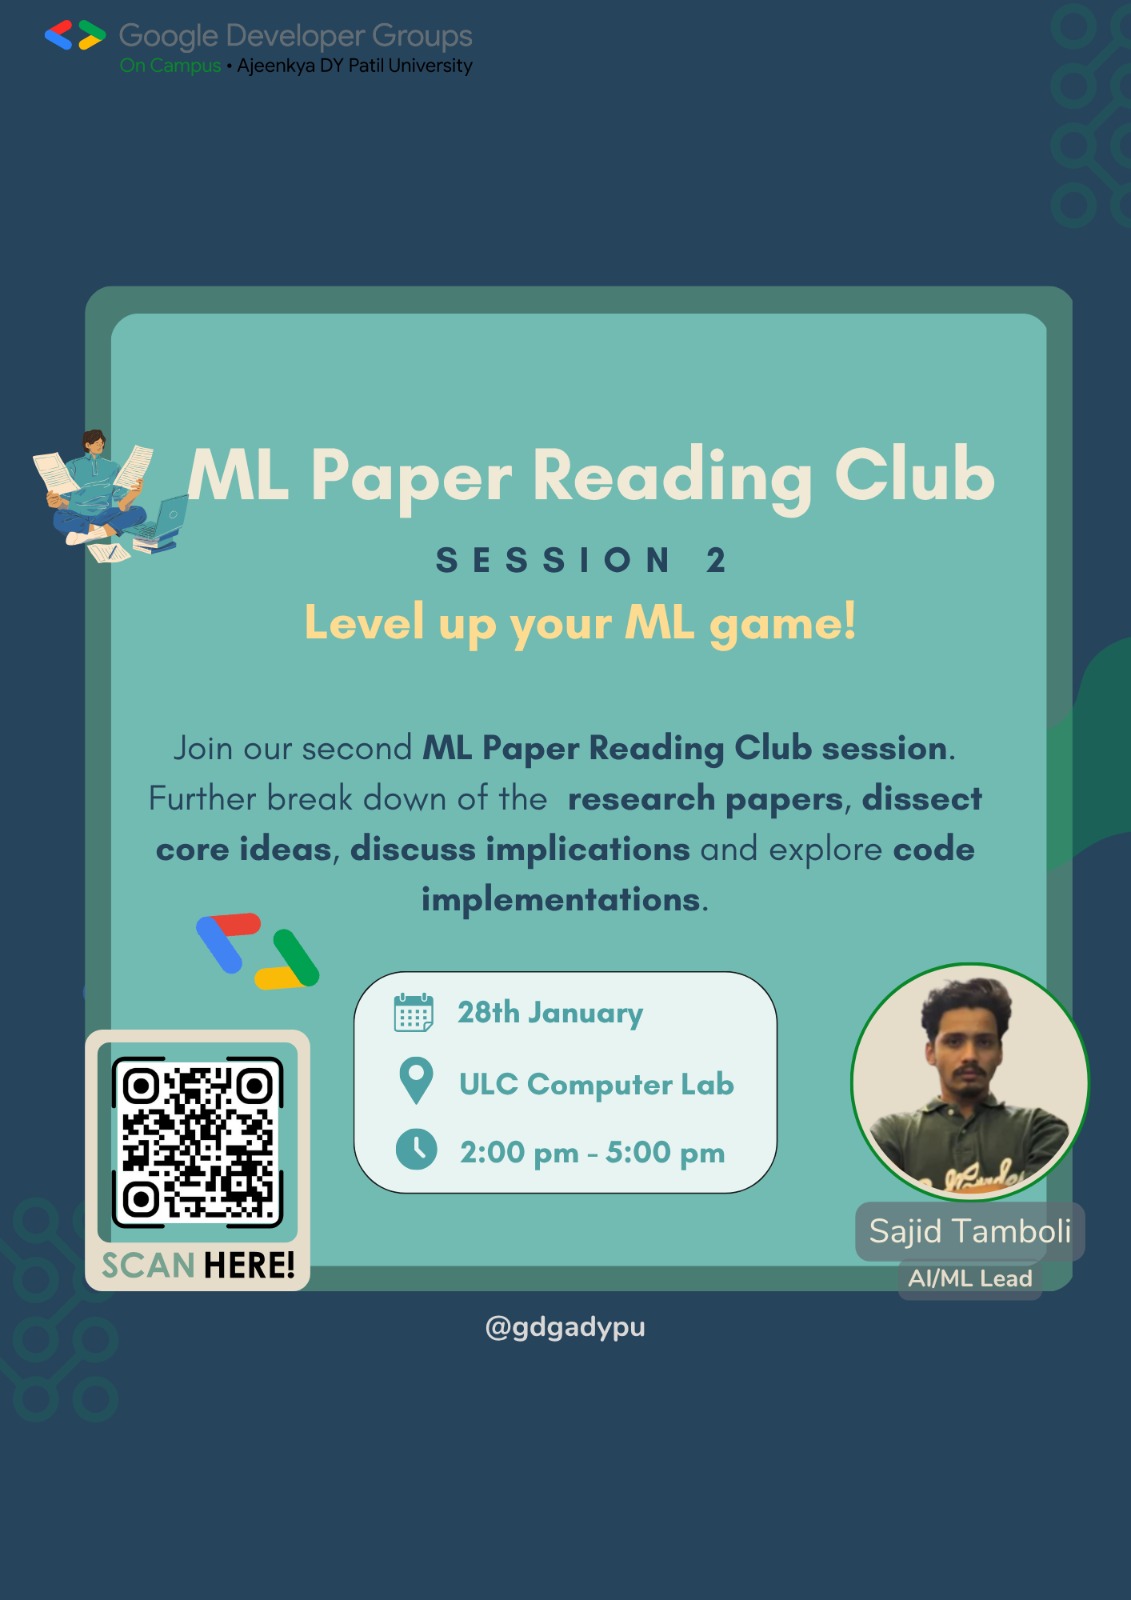 Google Developer Groups
On Campus • Ajeenkya DY Patil University
ML Paper Reading Club
SESSION 2
Level up your ML game!
Join our second ML Paper Reading Club session.
Further break down of the research papers, dissect
core ideas, discuss implications and explore code
implementations.
28th January
ULC Computer Lab
2:00 pm - 5:00 pm
SCAN HERE!
Sajid Tamboli
AI/ML Lead
@gdgadypu